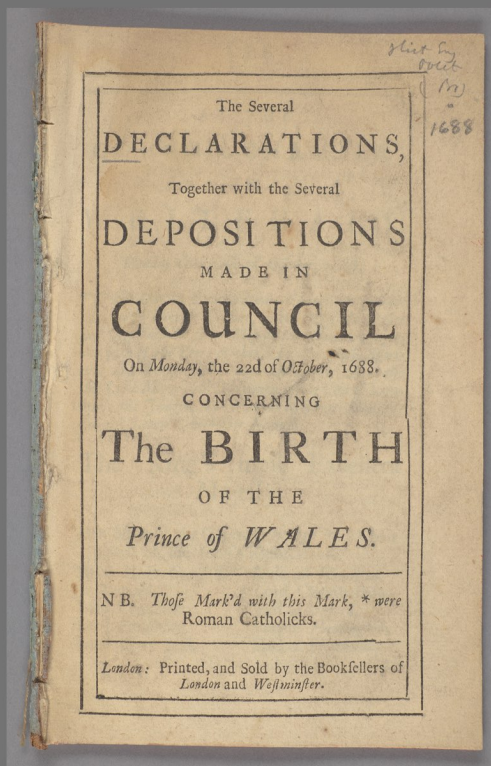 1688
The Several
DECLARATIONS,
Together with the Several
DEPOSITIONS
MADE IN
COUNCIL
On Monday, the 22d of October, 1688.
CONCERNING
The BIRTH
OF THE
Prince of WALES.
NB. Thoſe Mark'd with this Mark, * were
Roman Catholicks.
London: Printed, and Sold by the Bookſellers of
London and Weſtminſter.